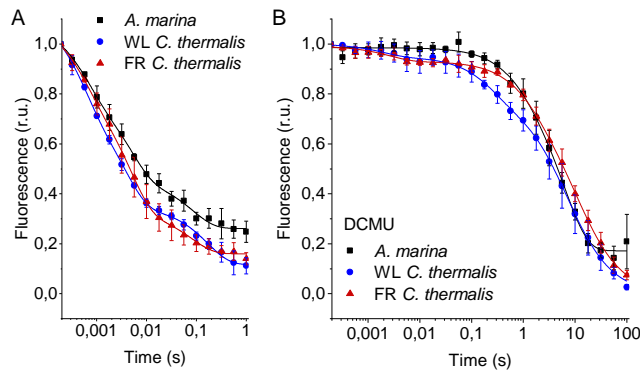 A
A. marina
WL C. thermalis
FR C. thermalis
1,0
0,8
0,6
0,4
0,2
0,0
Fluorescence (r.u.)
0,001 0,01 0,1 1
Time (s)
B
1,0
0,8
0,6
0,4
0,2
0,0
Fluorescence (r.u.)
DCMU
A. marina
WL C. thermalis
FR C. thermalis
0,001 0,01 0,1 1 10 100
Time (s)